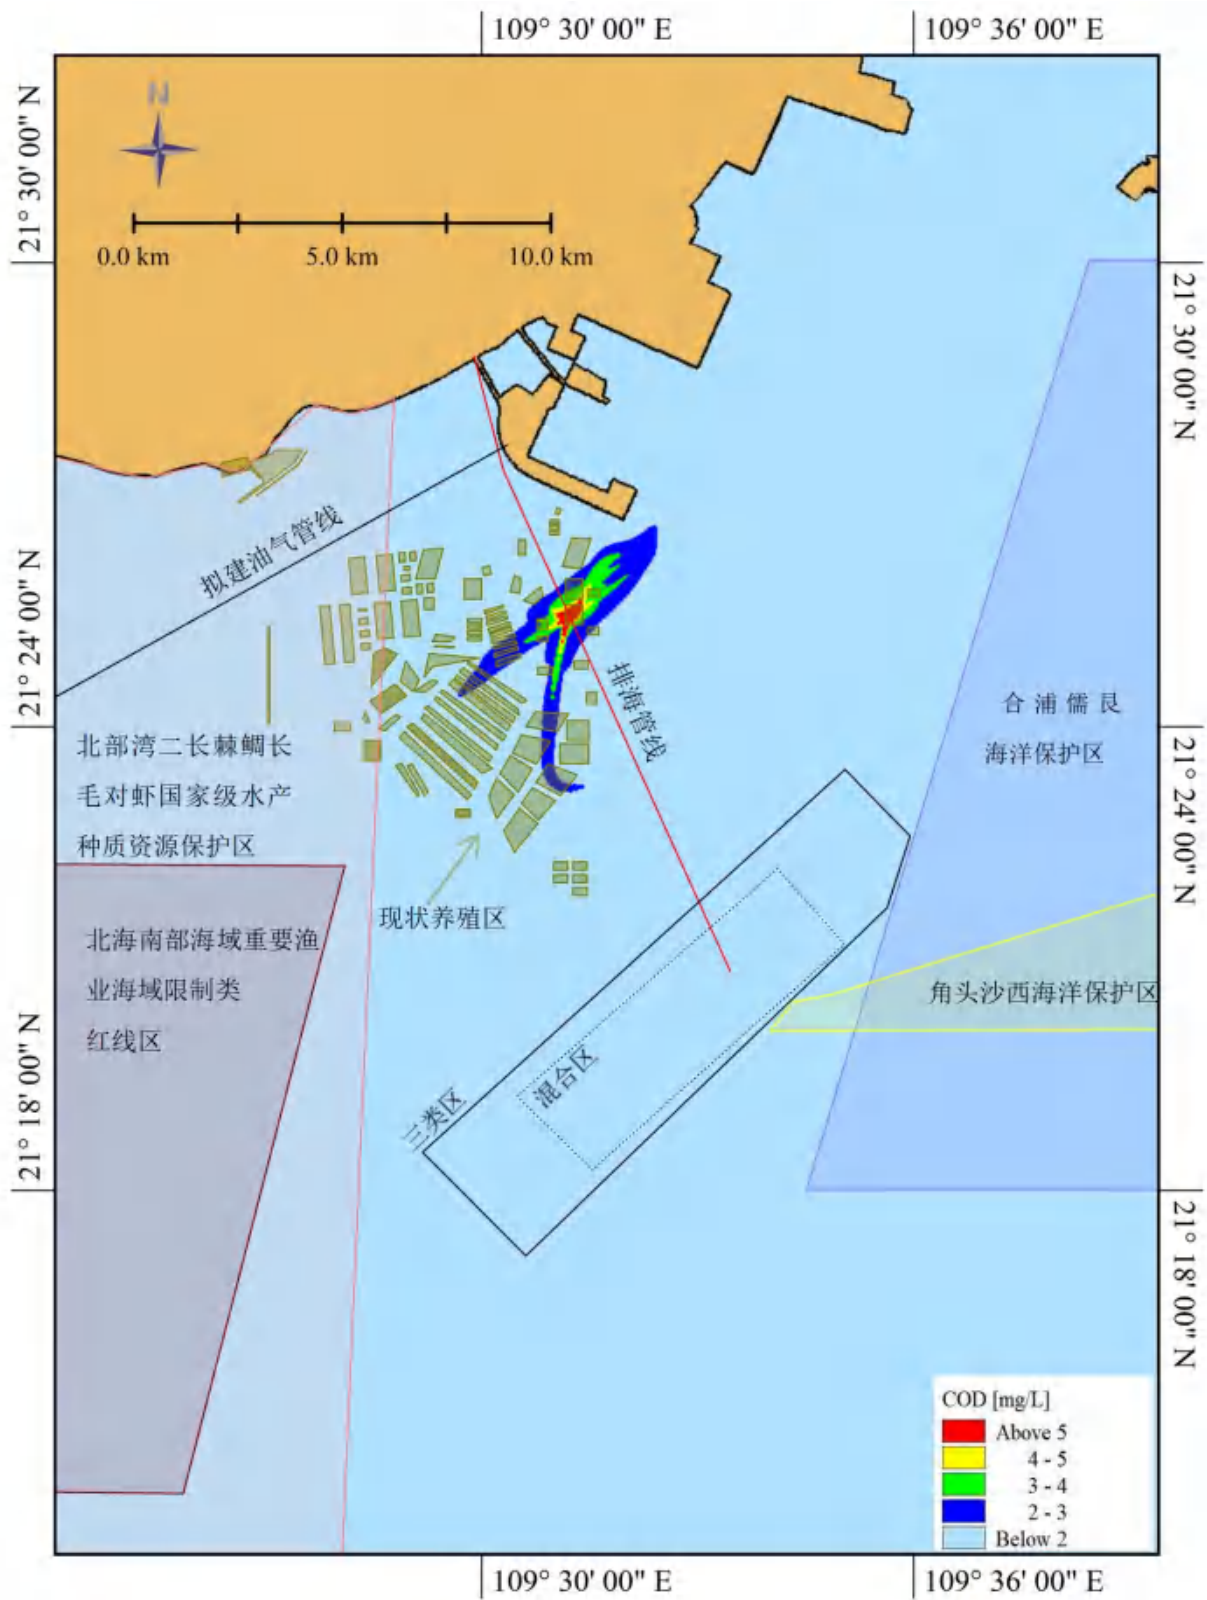 109° 30' 00" E
109° 36' 00" E
N
21° 30' 00" N
0.0 km
5.0 km
10.0 km
21° 30' 00" N
拟建油气管线
21° 24' 00" N
排海管线
合浦儒艮
海洋保护区
北部湾二长棘鲷长
毛对虾国家级水产
种质资源保护区
21° 24' 00" N
现状养殖区
北海南部海域重要渔
业海域限制类
红线区
角头沙西海洋保护区
混合区
三类区
21° 18' 00" N
21° 18' 00" N
COD [mg/L]
Above 5
4 - 5
3 - 4
2 - 3
Below 2
109° 30' 00" E
109° 36' 00" E